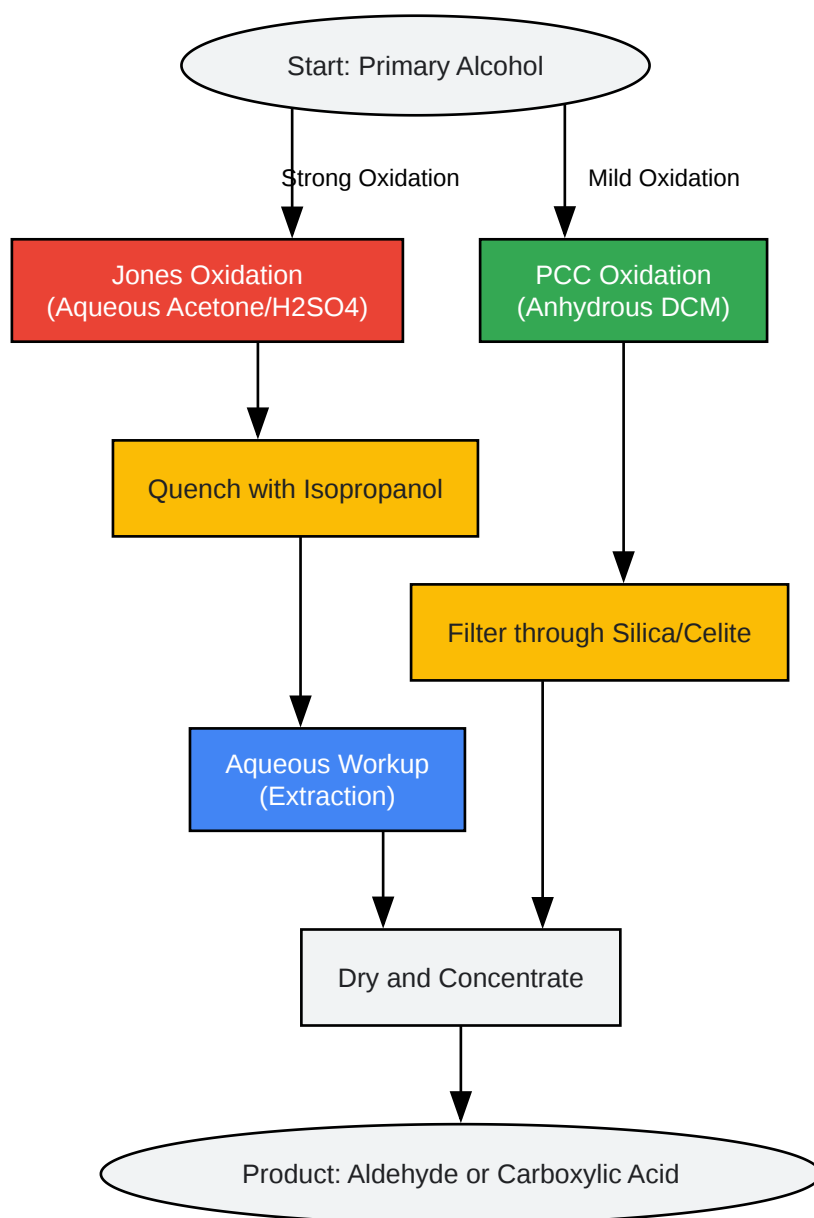 Start: Primary Alcohol
Strong Oxidation
Mild Oxidation
Jones Oxidation
(Aqueous Acetone/H2SO4)
PCC Oxidation
(Anhydrous DCM)
Quench with Isopropanol
Filter through Silica/Celite
Aqueous Workup
(Extraction)
Dry and Concentrate
Product: Aldehyde or Carboxylic Acid